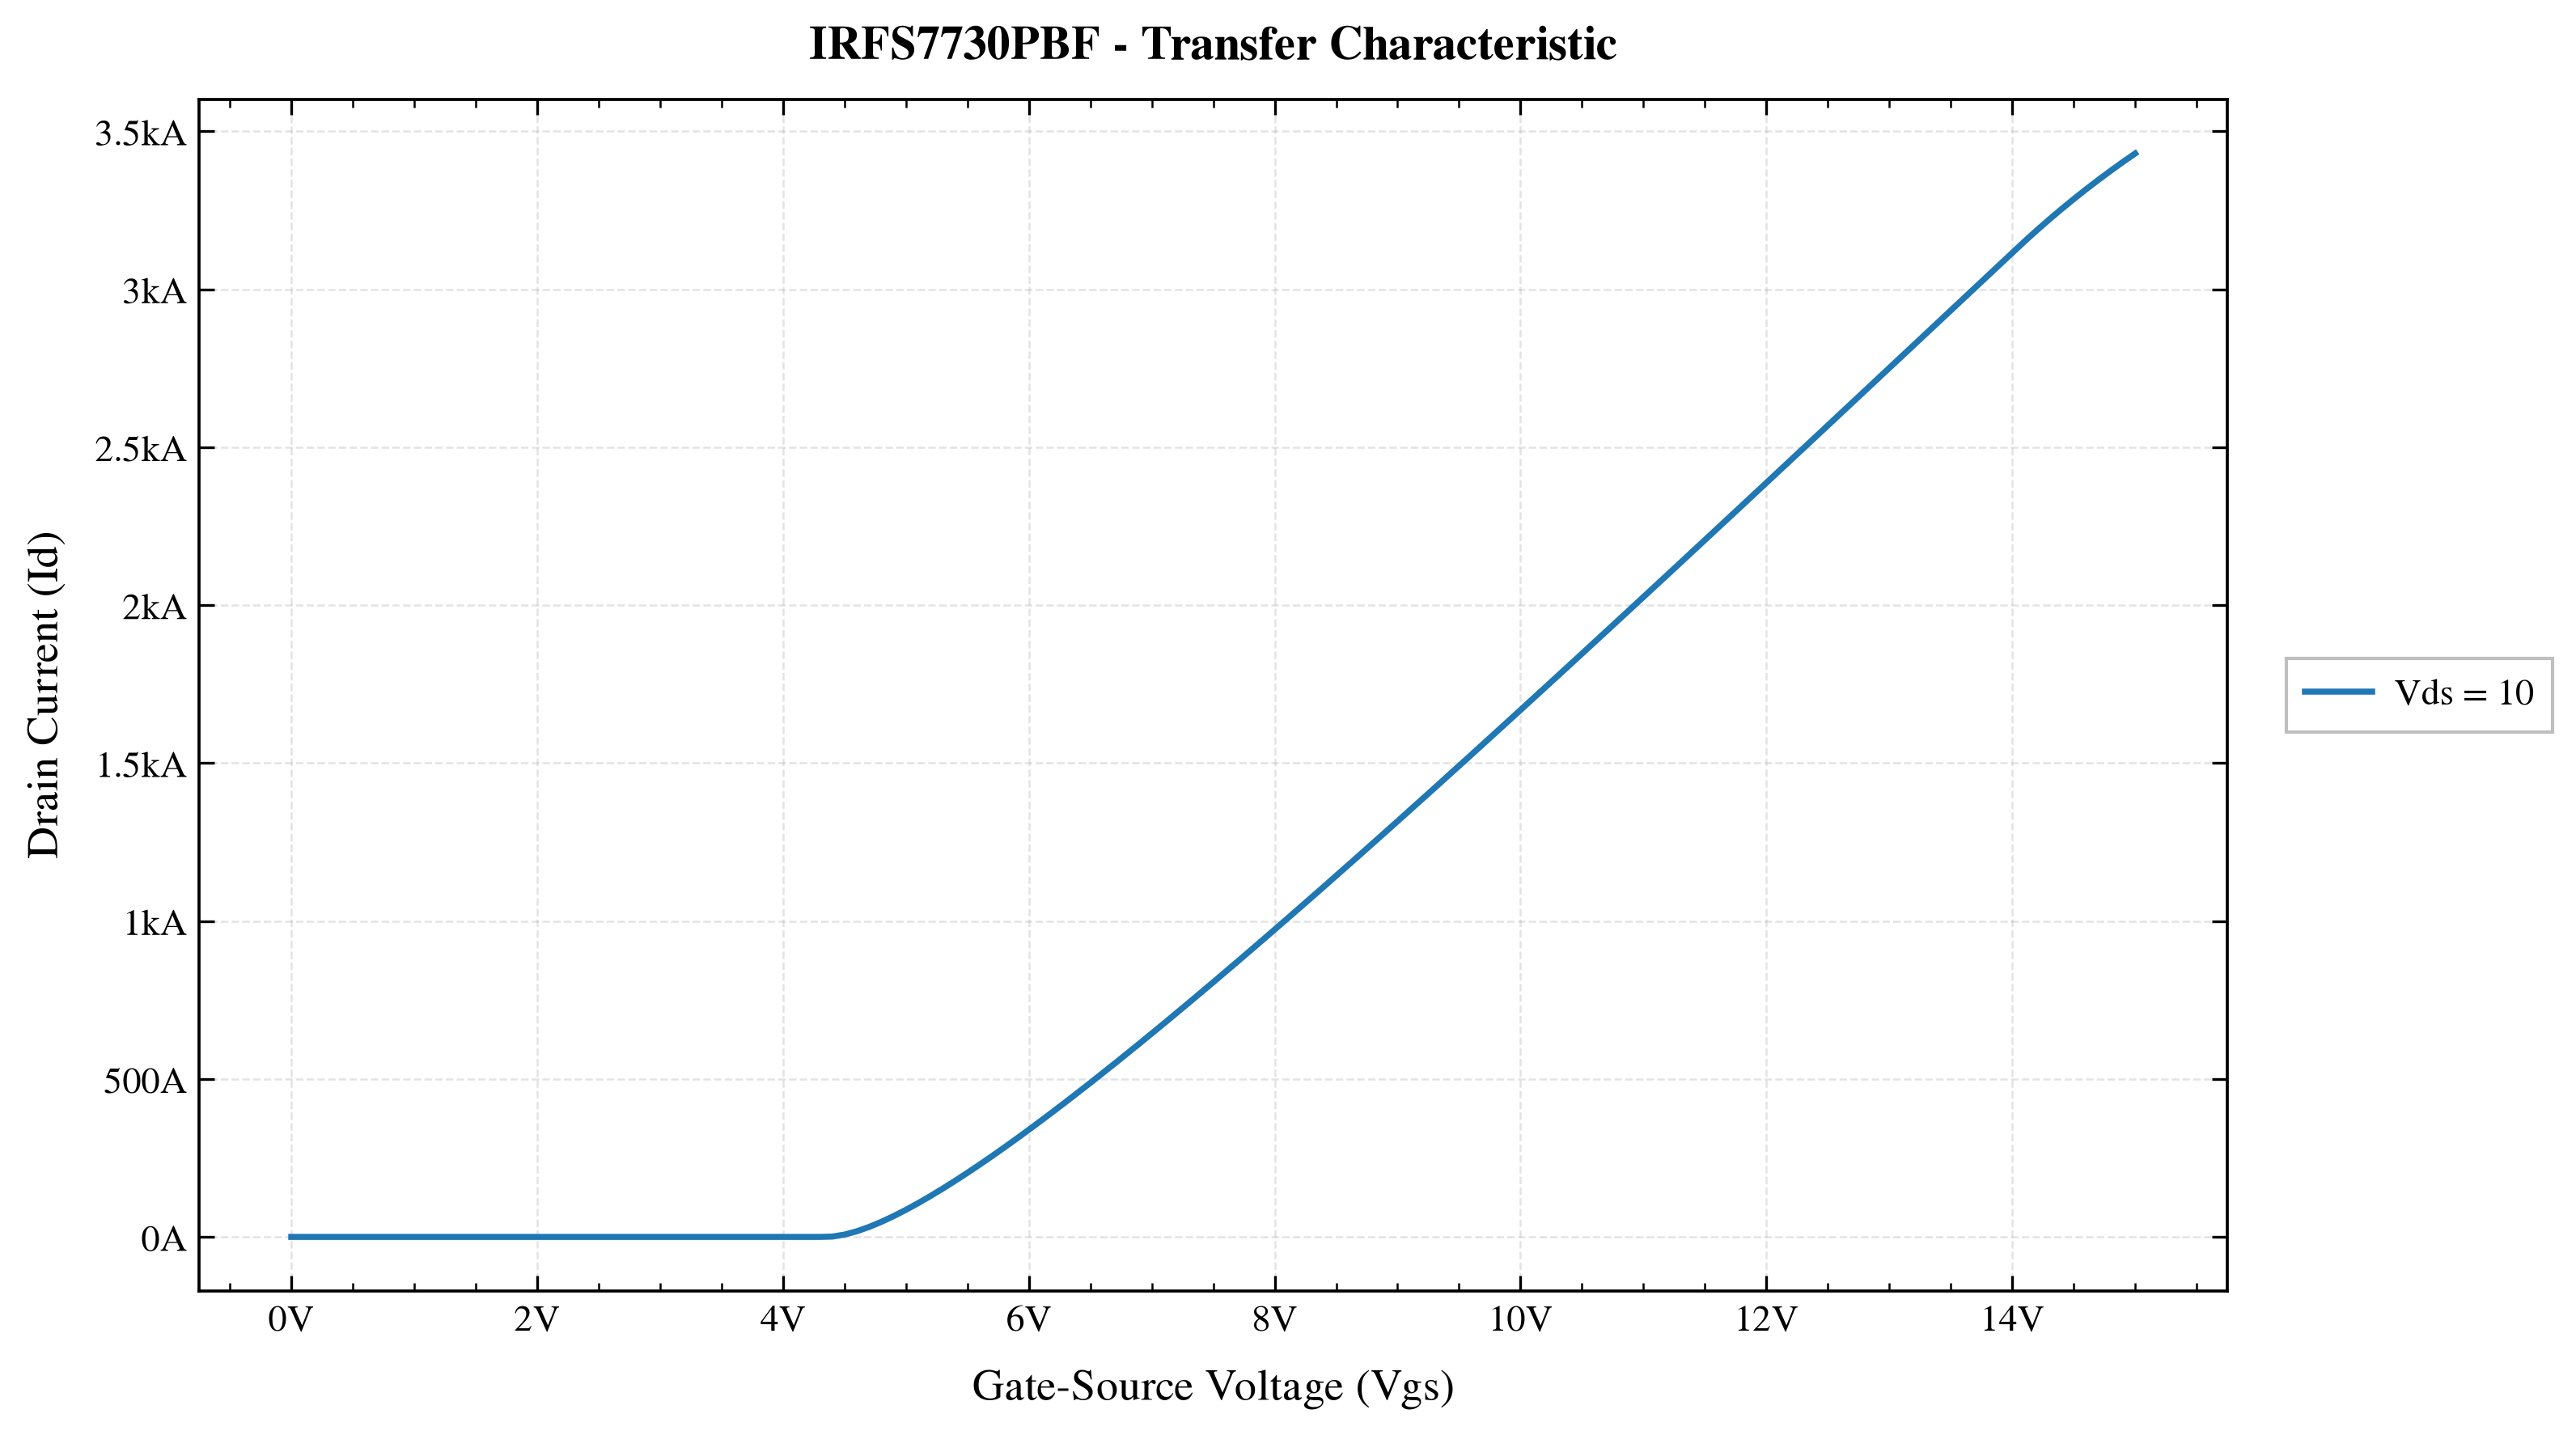 IRFS7730PBF - Transfer Characteristic
3.5kA
3kA
2.5kA
2kA
1.5kA
1kA
500A
0A
Drain Current (Id)
0V 2V 4V 6V 8V 10V 12V 14V
Gate-Source Voltage (Vgs)
Vds = 10